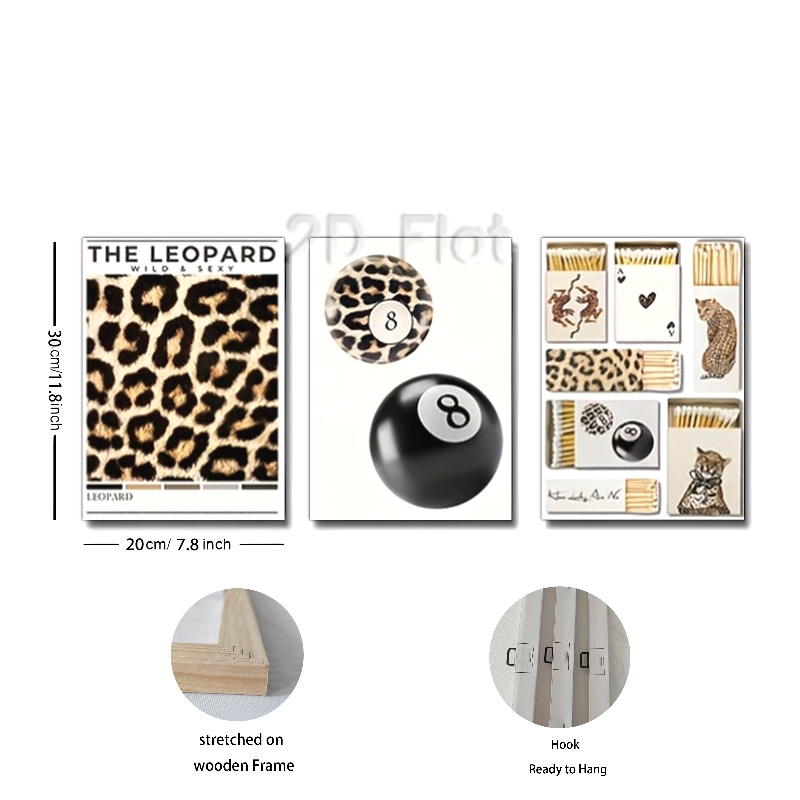 2D Flat
THE LEOPARD
WILD & SEXY
LEOPARD
8
8
A
A
8
30cm/11.8inch
20cm/ 7.8 inch
stretched on
wooden Frame
Hook
Ready to Hang